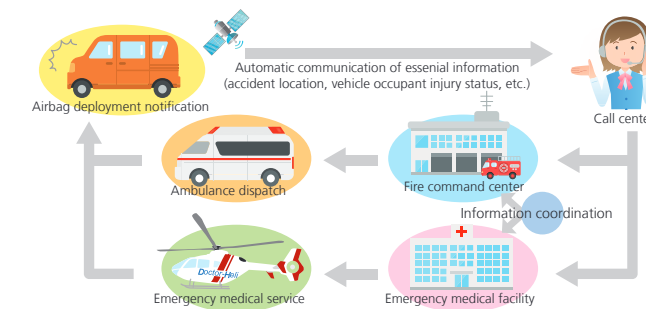 Automatic communication of essenial information
(accident location, vehicle occupant injury status, etc.)
Airbag deployment notification
Call cente
Ambulance dispatch
Fire command center
Information coordination
Doctor-Heli
Emergency medical service
Emergency medical facility